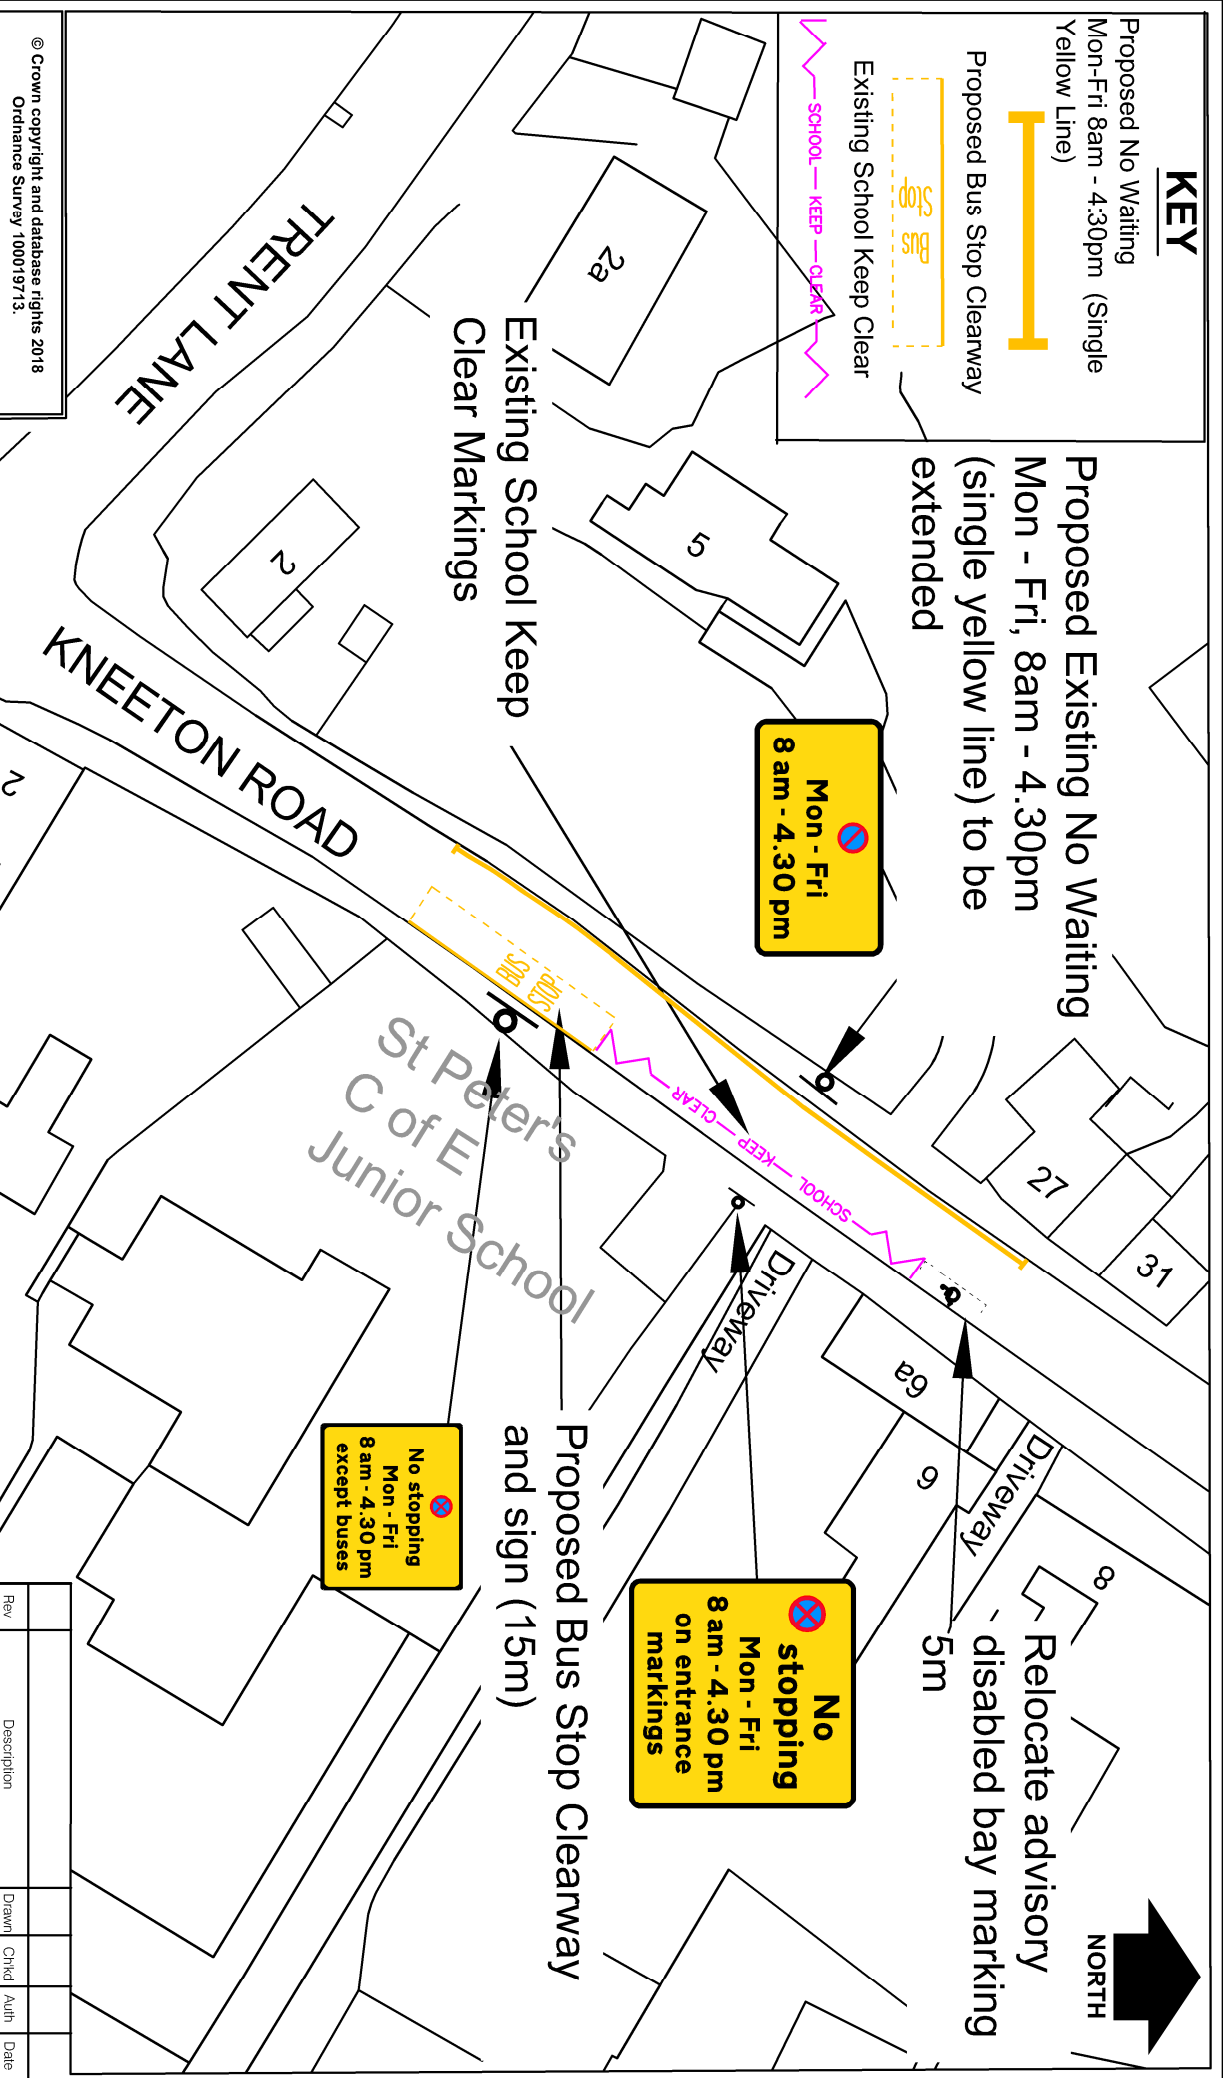 KEY
Proposed No Waiting
Mon-Fri 8am - 4:30pm (Single
Yellow Line)
Proposed Bus Stop Clearway
Bus
Stop
Existing School Keep Clear
SCHOOL KEEP CLEAR
Proposed Existing No Waiting
Mon - Fri, 8am - 4.30pm
(single yellow line) to be
extended
Mon - Fri
8 am - 4.30 pm
Existing School Keep
Clear Markings
2a
5
2
TRENT LANE
KNEETON ROAD
2
27
31
BUS
STOP
SCHOOL KEEP CLEAR
St Peter's
C of E
Junior School
Driveway
6a
6
Driveway
8
Relocate advisory
- disabled bay marking
5m
No
stopping
Mon - Fri
8 am - 4.30 pm
on entrance
markings
Proposed Bus Stop Clearway
and sign (15m)
No stopping
Mon - Fri
8 am - 4.30 pm
except buses
NORTH
© Crown copyright and database rights 2018
Ordnance Survey 100019713.
Rev Description Drawn Ch'kd Auth Date